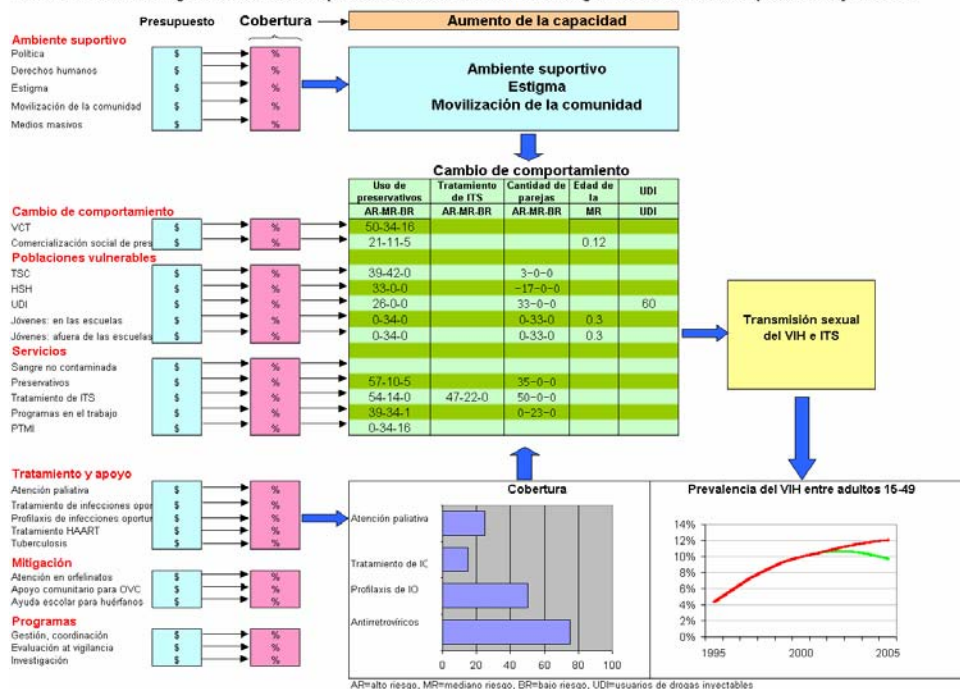 Presupuesto
Cobertura
Aumento de la capacidad
Ambiente suportivo
Política $ %
Derechos humanos $ %
Estigma $ %
Movilización de la comunidad $ %
Medios masivos $ %
Ambiente suportivo
Estigma
Movilización de la comunidad
Cambio de comportamiento
Uso de preservativos
Tratamiento de ITS
Cantidad de parejas
Edad de la
UDI
AR-MR-BR AR-MR-BR AR-MR-BR MR UDI
Cambio de comportamiento
VCT $ % 50-34-16
Comercialización social de pres $ % 21-11-5 0.12
Poblaciones vulnerables
TSC $ % 39-42-0 3-0-0
HSH $ % 33-0-0 -17-0-0
UDI $ % 26-0-0 33-0-0 60
Jóvenes: en las escuelas $ % 0-34-0 0-33-0 0.3
Jóvenes: afuera de las escuelas $ % 0-34-0 0-33-0 0.3
Servicios
Sangre no contaminada $ %
Preservativos $ % 57-10-5 35-0-0
Tratamiento de ITS $ % 54-14-0 47-22-0 50-0-0
Programas en el trabajo $ % 39-34-1 0-23-0
PTMI $ % 0-34-16
Transmisión sexual
del VIH e ITS
Tratamiento y apoyo
Atención paliativa $ %
Tratamiento de infecciones opor $ %
Profilaxis de infecciones oportur $ %
Tratamiento HAART $ %
Tuberculosis $ %
Mitigación
Atención en orfelinatos $ %
Apoyo comunitario para OVC $ %
Ayuda escolar para huérfanos $ %
Programas
Gestión, coordinación $ %
Evaluación at vigilancia $ %
Investigación $ %
Cobertura
Atención paliativa
Tratamiento de IC
Profilaxis de IO
Antirretrovíricos
0 20 40 60 80 100
Prevalencia del VIH entre adultos 15-49
14%
12%
10%
8%
6%
4%
2%
0%
1995 2000 2005
AR=alto riesgo, MR=mediano riesgo, BR=bajo riesgo, UDI=usuarios de drogas inyectables